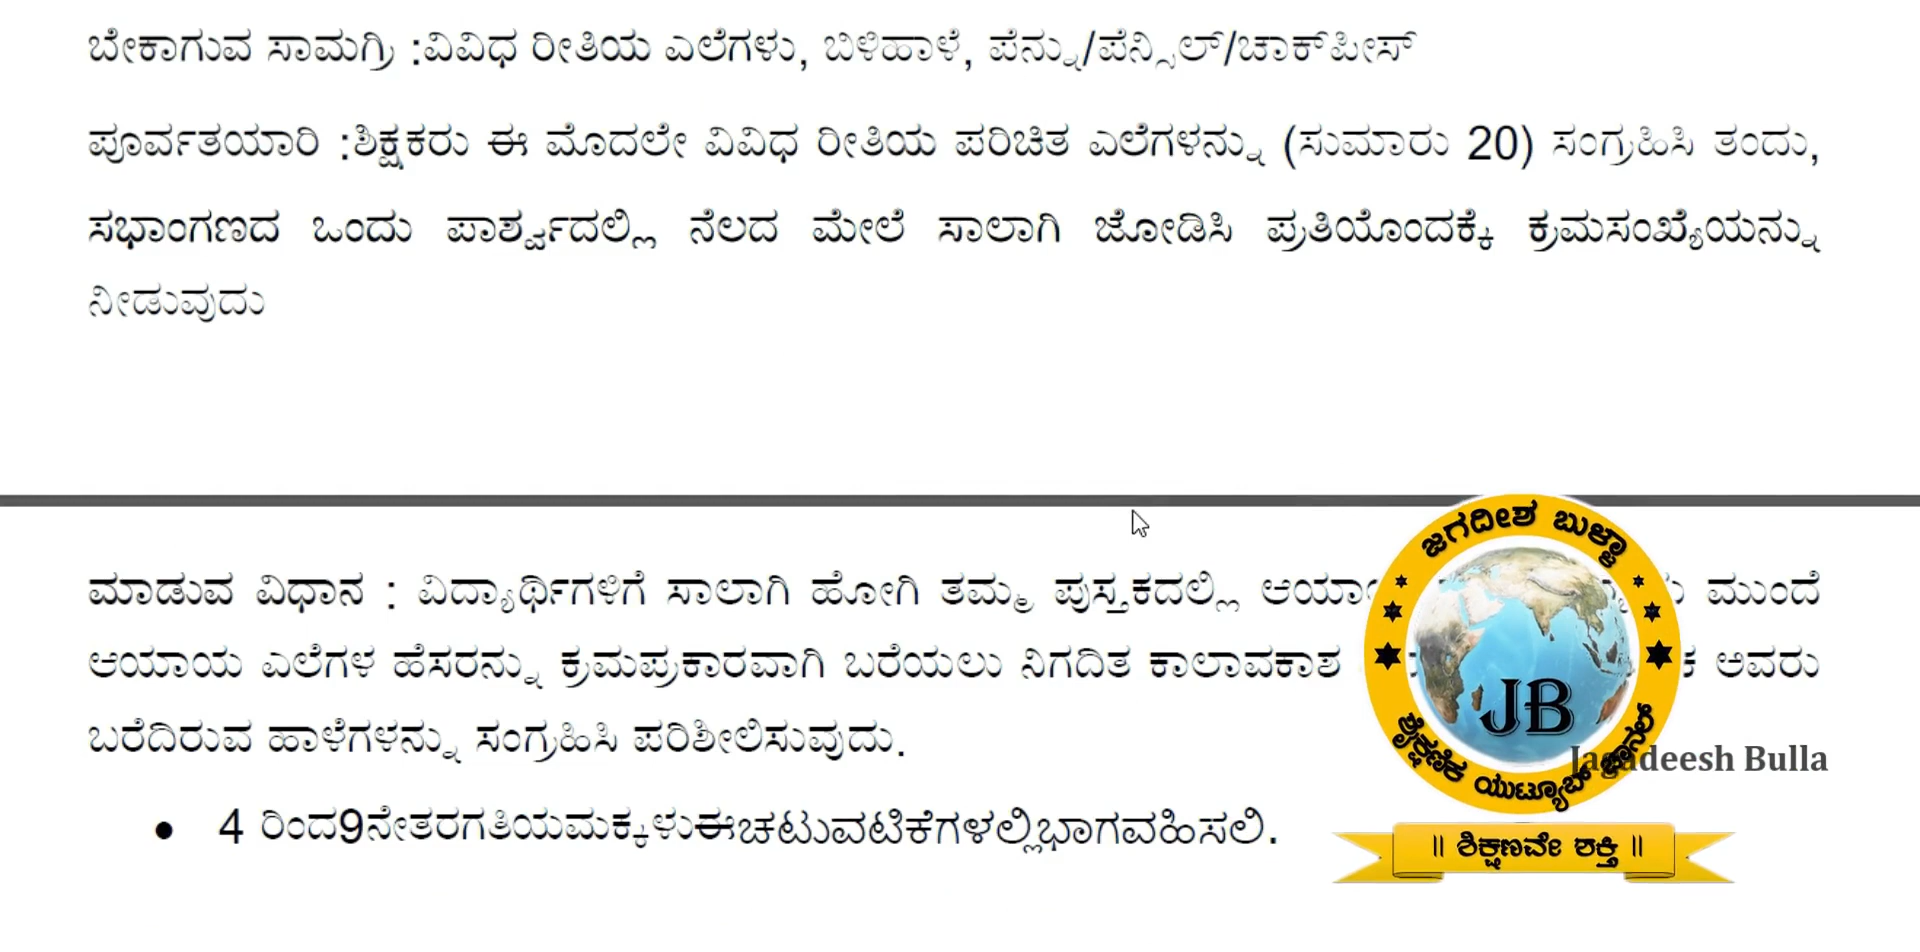 ಬೇಕಾಗುವ ಸಾಮಗ್ರಿ :ವಿವಿಧ ರೀತಿಯ ಎಲೆಗಳು, ಬಿಳಿಹಾಳೆ, ಪೆನ್ನು/ಪೆನ್ಸಿಲ್/ಚಾಕ್‌ಪೀಸ್
ಪೂರ್ವತಯಾರಿ :ಶಿಕ್ಷಕರು ಈ ಮೊದಲೇ ವಿವಿಧ ರೀತಿಯ ಪರಿಚಿತ ಎಲೆಗಳನ್ನು (ಸುಮಾರು 20) ಸಂಗ್ರಹಿಸಿ ತಂದು,
ಸಭಾಂಗಣದ ಒಂದು ಪಾರ್ಶ್ವದಲ್ಲಿ ನೆಲದ ಮೇಲೆ ಸಾಲಾಗಿ ಜೋಡಿಸಿ ಪ್ರತಿಯೊಂದಕ್ಕೆ ಕ್ರಮಸಂಖ್ಯೆಯನ್ನು
ನೀಡುವುದು
ಮಾಡುವ ವಿಧಾನ : ವಿದ್ಯಾರ್ಥಿಗಳಿಗೆ ಸಾಲಾಗಿ ಹೋಗಿ ತಮ್ಮ ಪುಸ್ತಕದಲ್ಲಿ ಮುಂದೆ
ಆಯಾಯ ಎಲೆಗಳ ಹೆಸರನ್ನು ಕ್ರಮಪ್ರಕಾರವಾಗಿ ಬರೆಯಲು ನಿಗದಿತ ಕಾಲಾವಕಾಶ ಅವರು
ಬರೆದಿರುವ ಹಾಳೆಗಳನ್ನು ಸಂಗ್ರಹಿಸಿ ಪರಿಶೀಲಿಸುವುದು.
• 4 ರಿಂದ9ನೇತರಗತಿಯಮಕ್ಕಳುಈಚಟುವಟಿಕೆಗಳಲ್ಲಿಭಾಗವಹಿಸಲಿ.
ಜಗದೀಶ ಬುಳ್ಳಾ
JB
Jagadeesh Bulla
ಶೈಕ್ಷಣಿಕ ಯುಟ್ಯೂಬ್ ಚಾನಲ್
॥ ಶಿಕ್ಷಣವೇ ಶಕ್ತಿ ॥